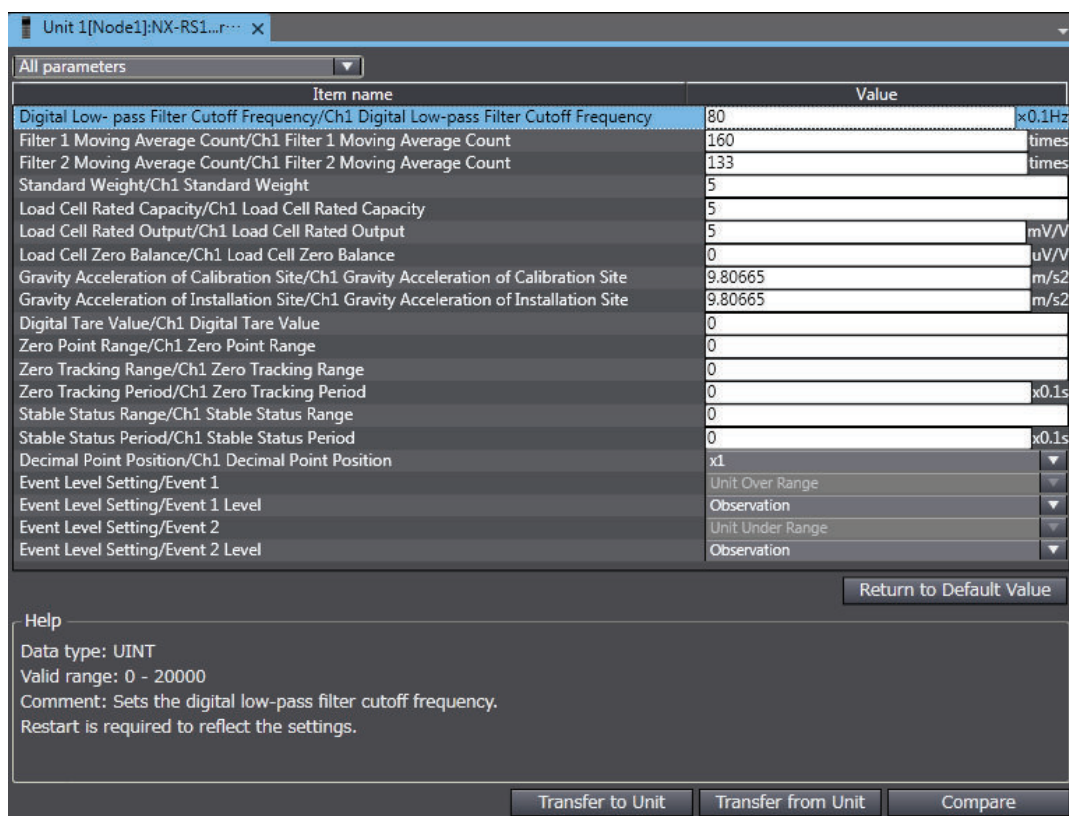 Unit 1[Node1]:NX-RS1...r··· X
All parameters
Item name Value
Digital Low- pass Filter Cutoff Frequency/Ch1 Digital Low-pass Filter Cutoff Frequency 80 ×0.1Hz
Filter 1 Moving Average Count/Ch1 Filter 1 Moving Average Count 160 times
Filter 2 Moving Average Count/Ch1 Filter 2 Moving Average Count 133 times
Standard Weight/Ch1 Standard Weight 5
Load Cell Rated Capacity/Ch1 Load Cell Rated Capacity 5
Load Cell Rated Output/Ch1 Load Cell Rated Output 5 mV/V
Load Cell Zero Balance/Ch1 Load Cell Zero Balance 0 uV/V
Gravity Acceleration of Calibration Site/Ch1 Gravity Acceleration of Calibration Site 9.80665 m/s2
Gravity Acceleration of Installation Site/Ch1 Gravity Acceleration of Installation Site 9.80665 m/s2
Digital Tare Value/Ch1 Digital Tare Value 0
Zero Point Range/Ch1 Zero Point Range 0
Zero Tracking Range/Ch1 Zero Tracking Range 0
Zero Tracking Period/Ch1 Zero Tracking Period 0 x0.1s
Stable Status Range/Ch1 Stable Status Range 0
Stable Status Period/Ch1 Stable Status Period 0 x0.1s
Decimal Point Position/Ch1 Decimal Point Position x1
Event Level Setting/Event 1 Unit Over Range
Event Level Setting/Event 1 Level Observation
Event Level Setting/Event 2 Unit Under Range
Event Level Setting/Event 2 Level Observation
Return to Default Value
Help
Data type: UINT
Valid range: 0 - 20000
Comment: Sets the digital low-pass filter cutoff frequency.
Restart is required to reflect the settings.
Transfer to Unit Transfer from Unit Compare